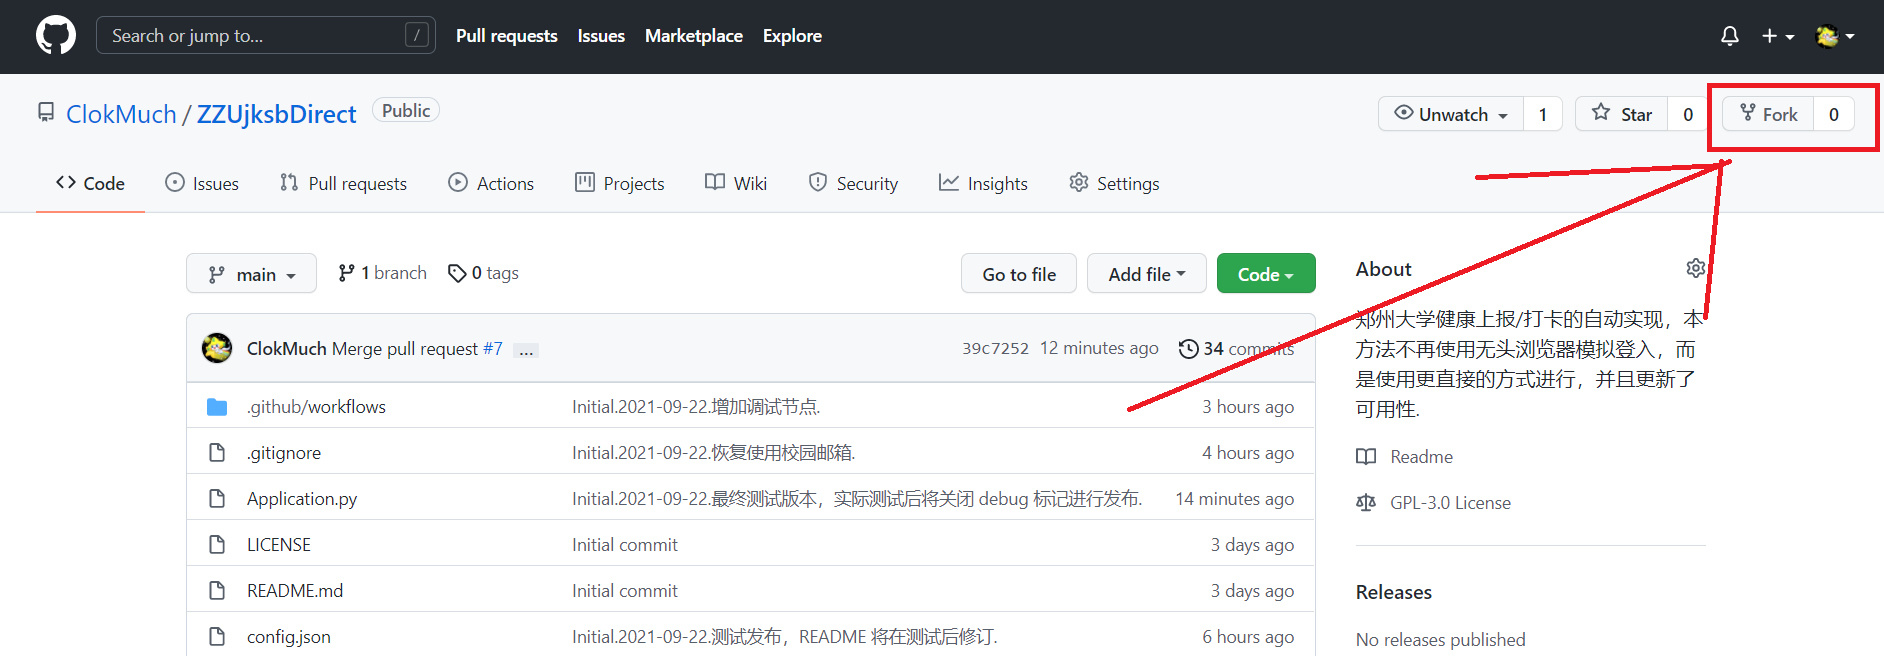 Search or jump to... /
Pull requests Issues Marketplace Explore
ClokMuch / ZZUjksbDirect Public
Unwatch 1 Star 0 Fork 0
Code Issues Pull requests Actions Projects Wiki Security Insights Settings
main 1 branch 0 tags
Go to file Add file Code
ClokMuch Merge pull request #7 ... 39c7252 12 minutes ago 34 commits
.github/workflows Initial.2021-09-22.增加调试节点. 3 hours ago
.gitignore Initial.2021-09-22.恢复使用校园邮箱. 4 hours ago
Application.py Initial.2021-09-22.最终测试版本，实际测试后将关闭 debug 标记进行发布. 14 minutes ago
LICENSE Initial commit 3 days ago
README.md Initial commit 3 days ago
config.json Initial.2021-09-22.测试发布，README 将在测试后修订. 6 hours ago
About
郑州大学健康上报/打卡的自动实现，本
方法不再使用无头浏览器模拟登入，而
是使用更直接的方式进行，并且更新了
可用性.
Readme
GPL-3.0 License
Releases
No releases published